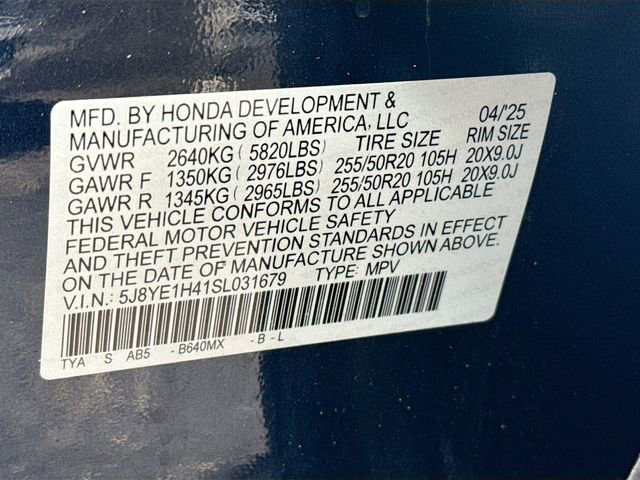 MFD. BY HONDA DEVELOPMENT & 04/'25
MANUFACTURING OF AMERICA, LLC
GVWR 2640KG (5820LBS) TIRE SIZE RIM SIZE
GAWR F 1350KG (2976LBS) 255/50R20 105H 20X9.0J
GAWR R 1345KG (2965LBS) 255/50R20 105H 20X9.0J
THIS VEHICLE CONFORMS TO ALL APPLICABLE
FEDERAL MOTOR VEHICLE SAFETY
AND THEFT PREVENTION STANDARDS IN EFFECT
ON THE DATE OF MANUFACTURE SHOWN ABOVE.
V.I.N.: 5J8YE1H41SL031679 TYPE: MPV
TYA S AB5 - B640MX - B - L